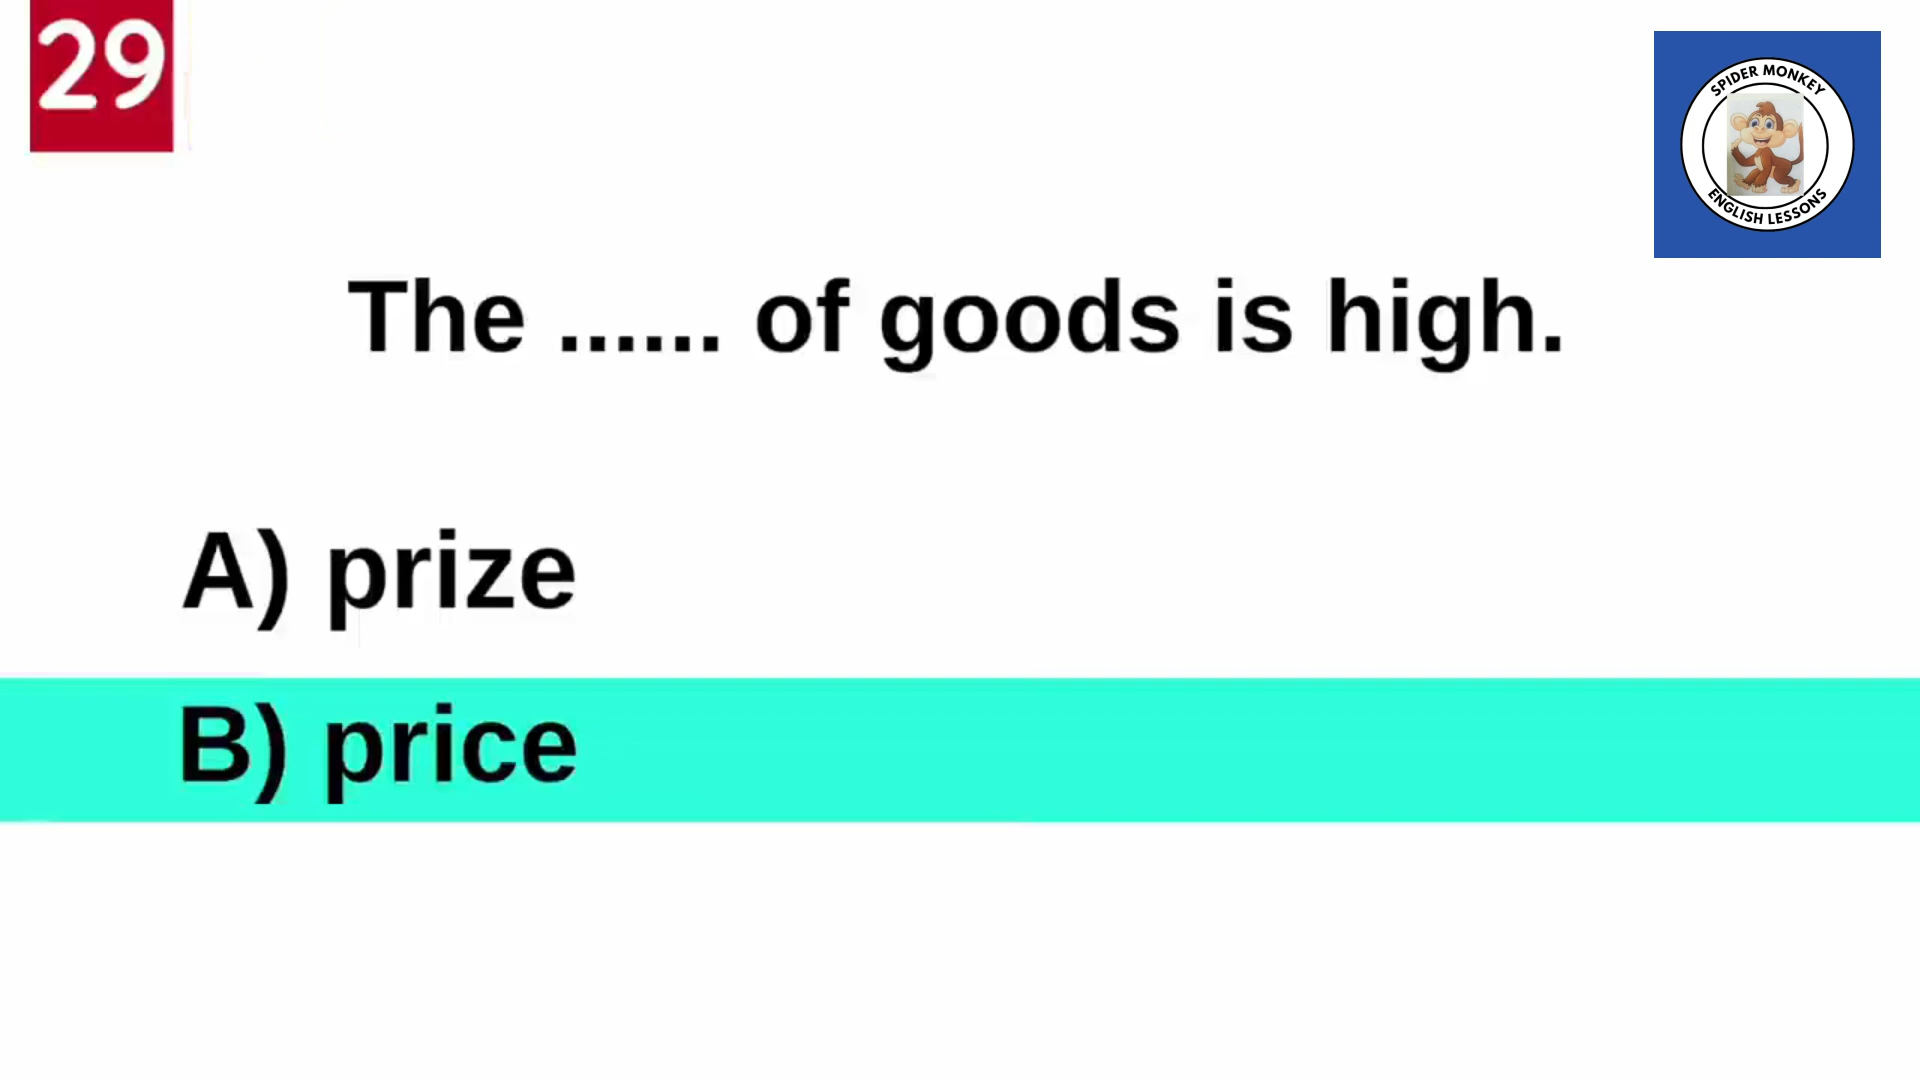 29
SPIDER MONKEY
ENGLISH LESSONS
The ...... of goods is high.
A) prize
B) price